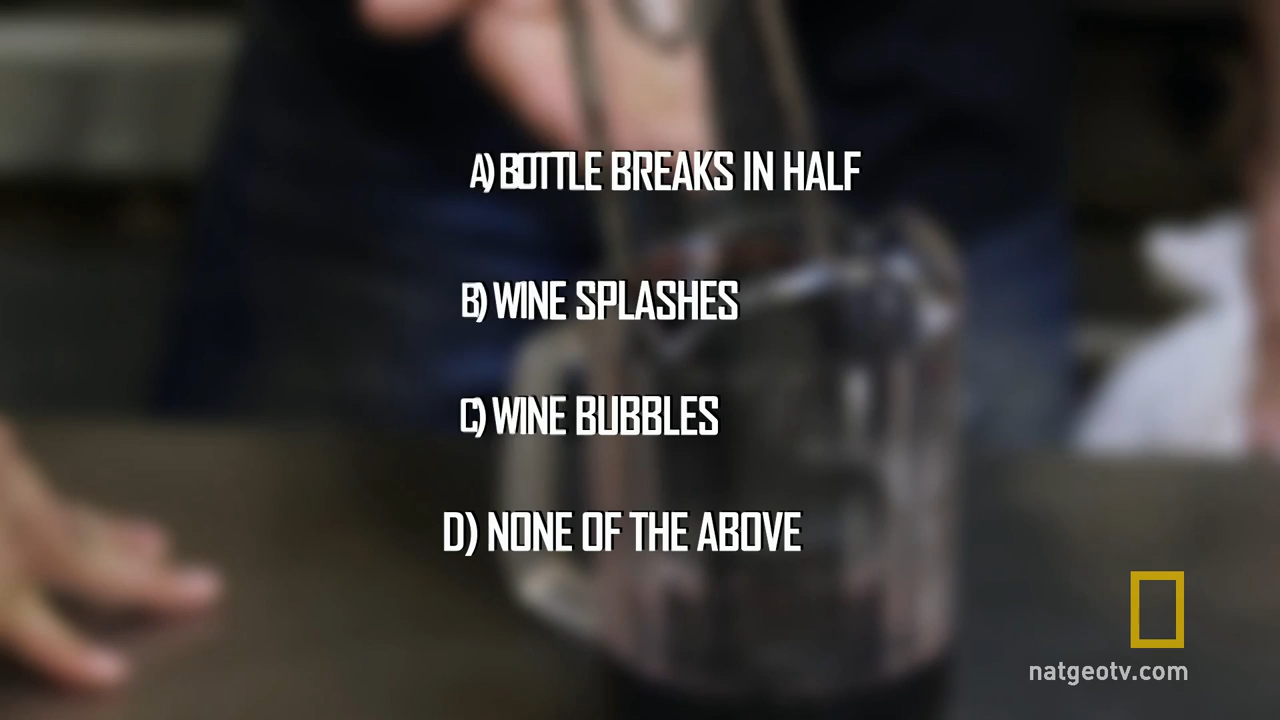 A) BOTTLE BREAKS IN HALF
B) WINE SPLASHES
C) WINE BUBBLES
D) NONE OF THE ABOVE
natgeotv.com